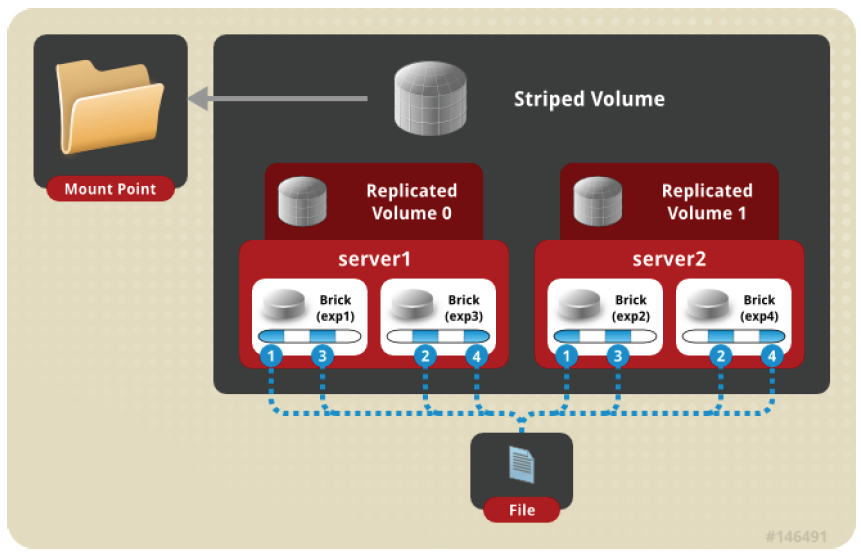 Striped Volume
Mount Point
Replicated
Volume 0
Replicated
Volume 1
server1
server2
Brick
(exp1)
Brick
(exp3)
Brick
(exp2)
Brick
(exp4)
1
3
2
4
1
3
2
4
File
#146491